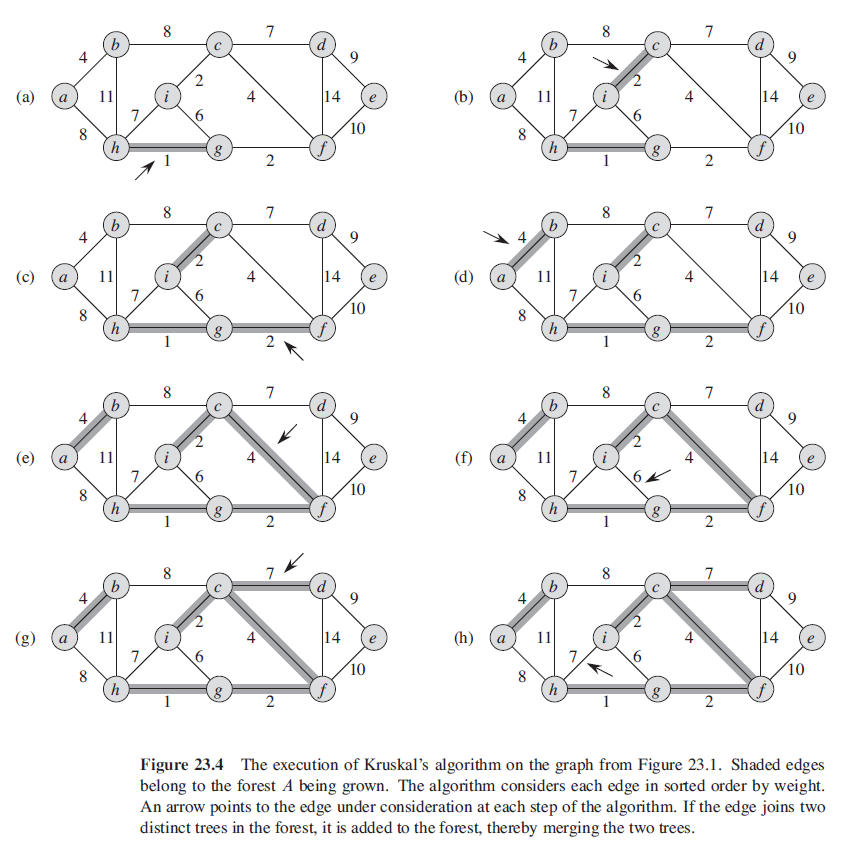 b 8 c 7 d
4 9
(a) a 11 i 2 4 14 e
7 6
8 10
h g f
1 2
b 8 c 7 d
4 9
(b) a 11 i 2 4 14 e
7 6
8 10
h g f
1 2
b 8 c 7 d
4 9
(c) a 11 i 2 4 14 e
7 6
8 10
h g f
1 2
b 8 c 7 d
4 9
(d) a 11 i 2 4 14 e
7 6
8 10
h g f
1 2
b 8 c 7 d
4 9
(e) a 11 i 2 4 14 e
7 6
8 10
h g f
1 2
b 8 c 7 d
4 9
(f) a 11 i 2 4 14 e
7 6
8 10
h g f
1 2
b 8 c 7 d
4 9
(g) a 11 i 2 4 14 e
7 6
8 10
h g f
1 2
b 8 c 7 d
4 9
(h) a 11 i 2 4 14 e
7 6
8 10
h g f
1 2
Figure 23.4 The execution of Kruskal's algorithm on the graph from Figure 23.1. Shaded edges
belong to the forest A being grown. The algorithm considers each edge in sorted order by weight.
An arrow points to the edge under consideration at each step of the algorithm. If the edge joins two
distinct trees in the forest, it is added to the forest, thereby merging the two trees.